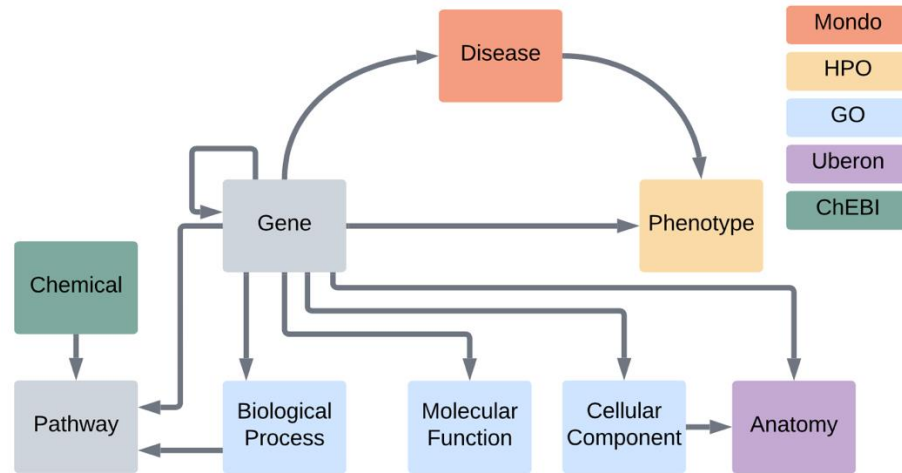 Disease
Mondo
HPO
GO
Uberon
ChEBI
Gene
Phenotype
Chemical
Pathway
Biological
Process
Molecular
Function
Cellular
Component
Anatomy